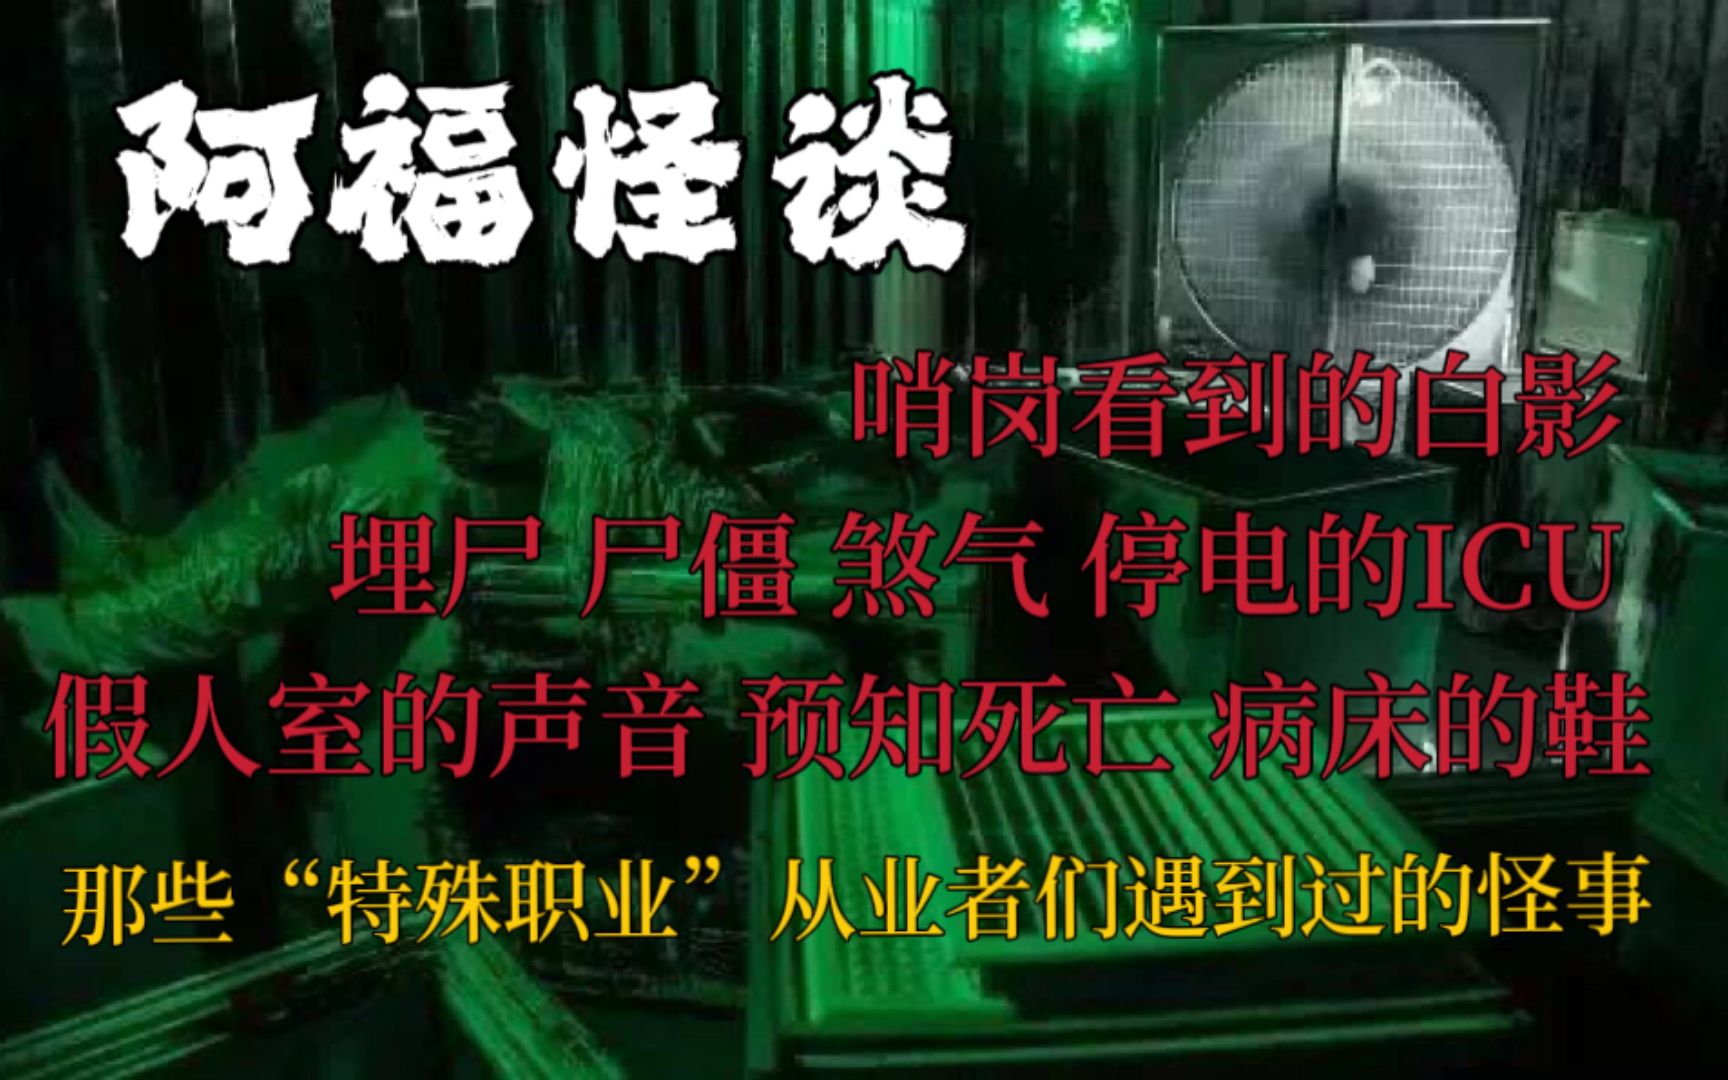 阿福怪谈
哨岗看到的白影
埋尸 尸僵 煞气 停电的ICU
假人室的声音 预知死亡 病床的鞋
那些“特殊职业”从业者们遇到过的怪事